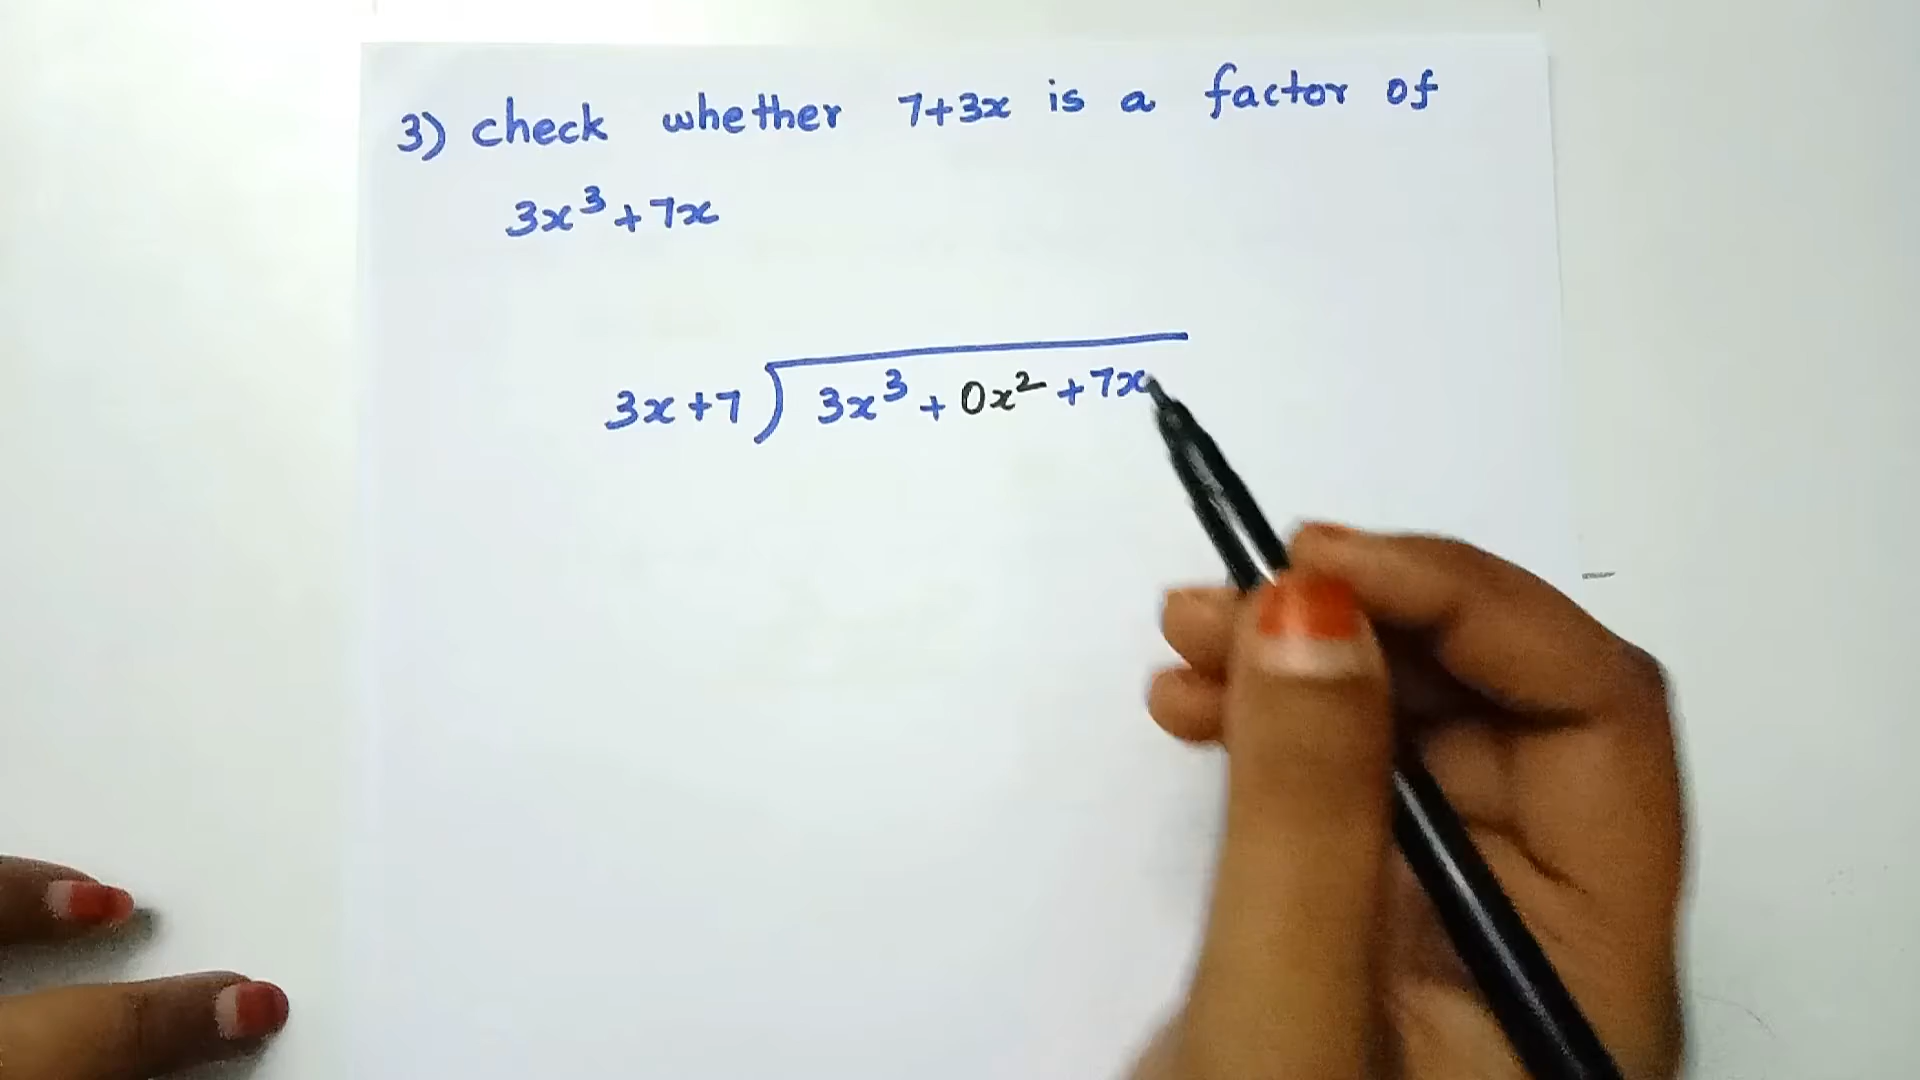 3) check whether 7+3x is a factor of
3x³+7x
3x+7 ) 3x³ + 0x² +7x